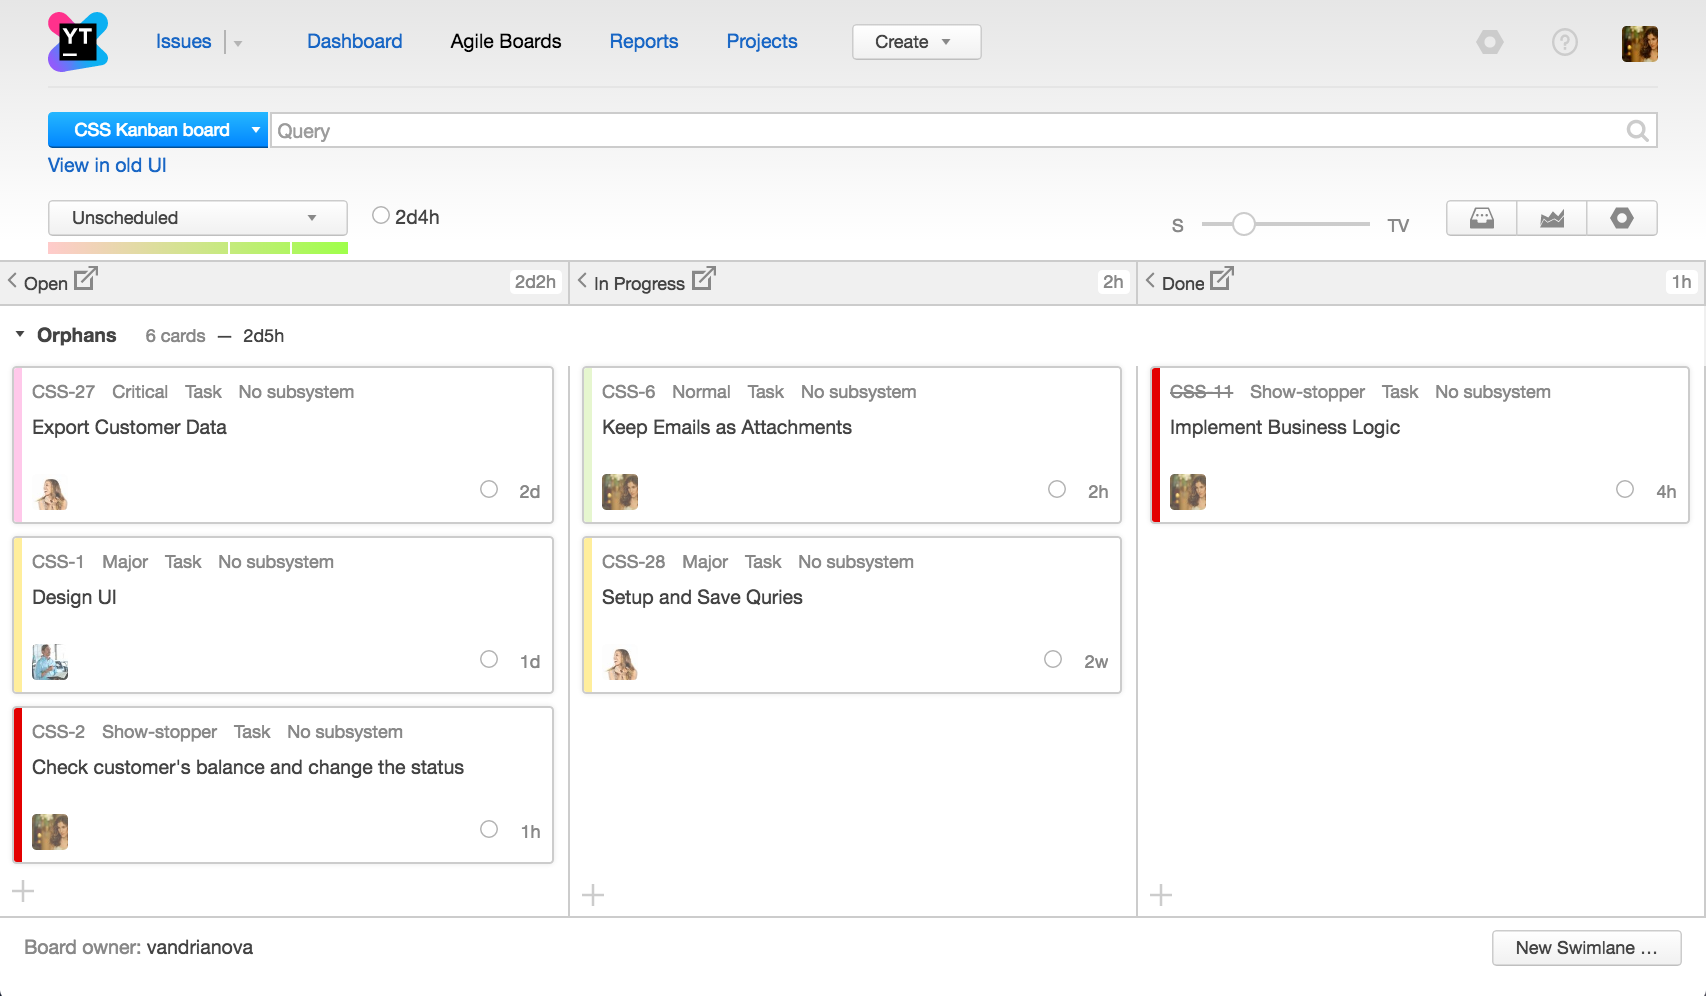 YT
Issues Dashboard Agile Boards Reports Projects Create
CSS Kanban board Query
View in old UI
Unscheduled 2d4h S TV
Open 2d2h In Progress 2h Done 1h
Orphans 6 cards — 2d5h
CSS-27 Critical Task No subsystem
Export Customer Data
2d
CSS-1 Major Task No subsystem
Design UI
1d
CSS-2 Show-stopper Task No subsystem
Check customer's balance and change the status
1h
CSS-6 Normal Task No subsystem
Keep Emails as Attachments
2h
CSS-28 Major Task No subsystem
Setup and Save Quries
2w
CSS-11 Show-stopper Task No subsystem
Implement Business Logic
4h
Board owner: vandrianova New Swimlane ...